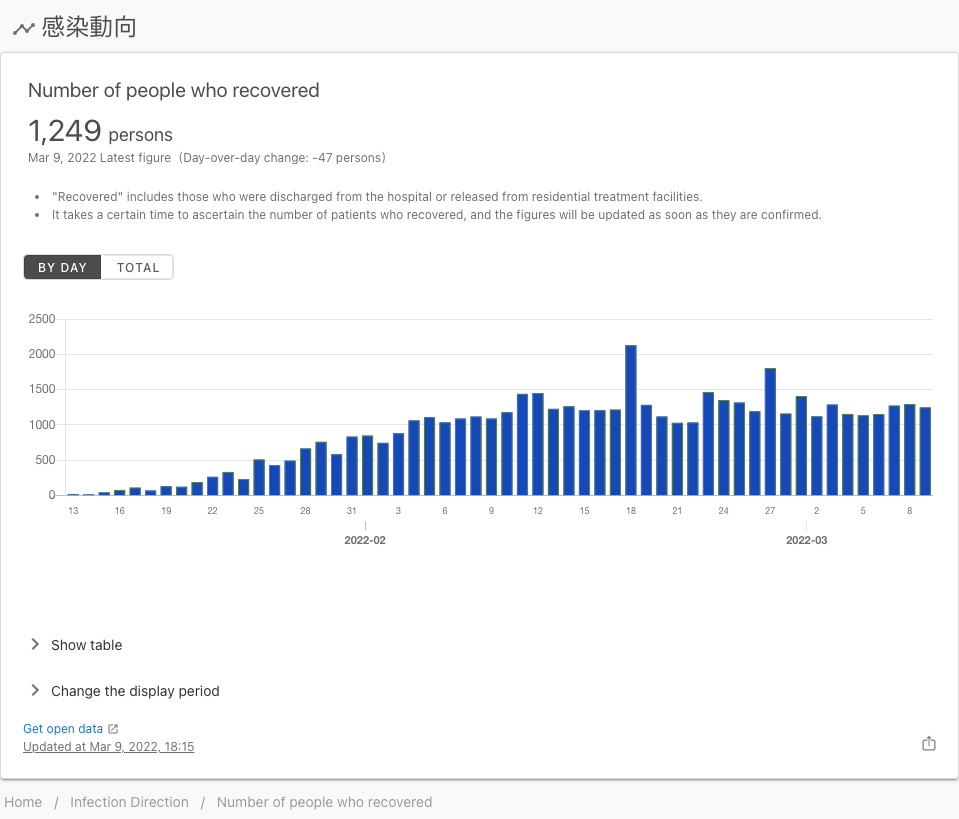 感染動向
Number of people who recovered
1,249 persons
Mar 9, 2022 Latest figure (Day-over-day change: -47 persons)
"Recovered" includes those who were discharged from the hospital or released from residential treatment facilities.
It takes a certain time to ascertain the number of patients who recovered, and the figures will be updated as soon as they are confirmed.
BY DAY TOTAL
2500
2000
1500
1000
500
0
13 16 19 22 25 28 31 3 6 9 12 15 18 21 24 27 2 5 8
2022-02 2022-03
Show table
Change the display period
Get open data
Updated at Mar 9, 2022, 18:15
Home / Infection Direction / Number of people who recovered